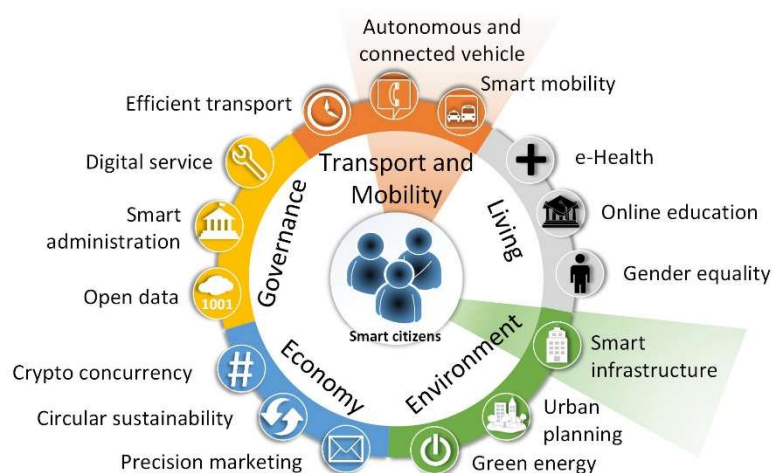 Autonomous and
connected vehicle
Smart mobility
Efficient transport
Transport and
Mobility
Digital service
e-Health
Smart
administration
Governance
Living
Online education
Open data
1001
Gender equality
Smart citizens
Smart
infrastructure
Crypto concurrency
#
Economy
Environment
Circular sustainability
Urban
planning
Precision marketing
Green energy